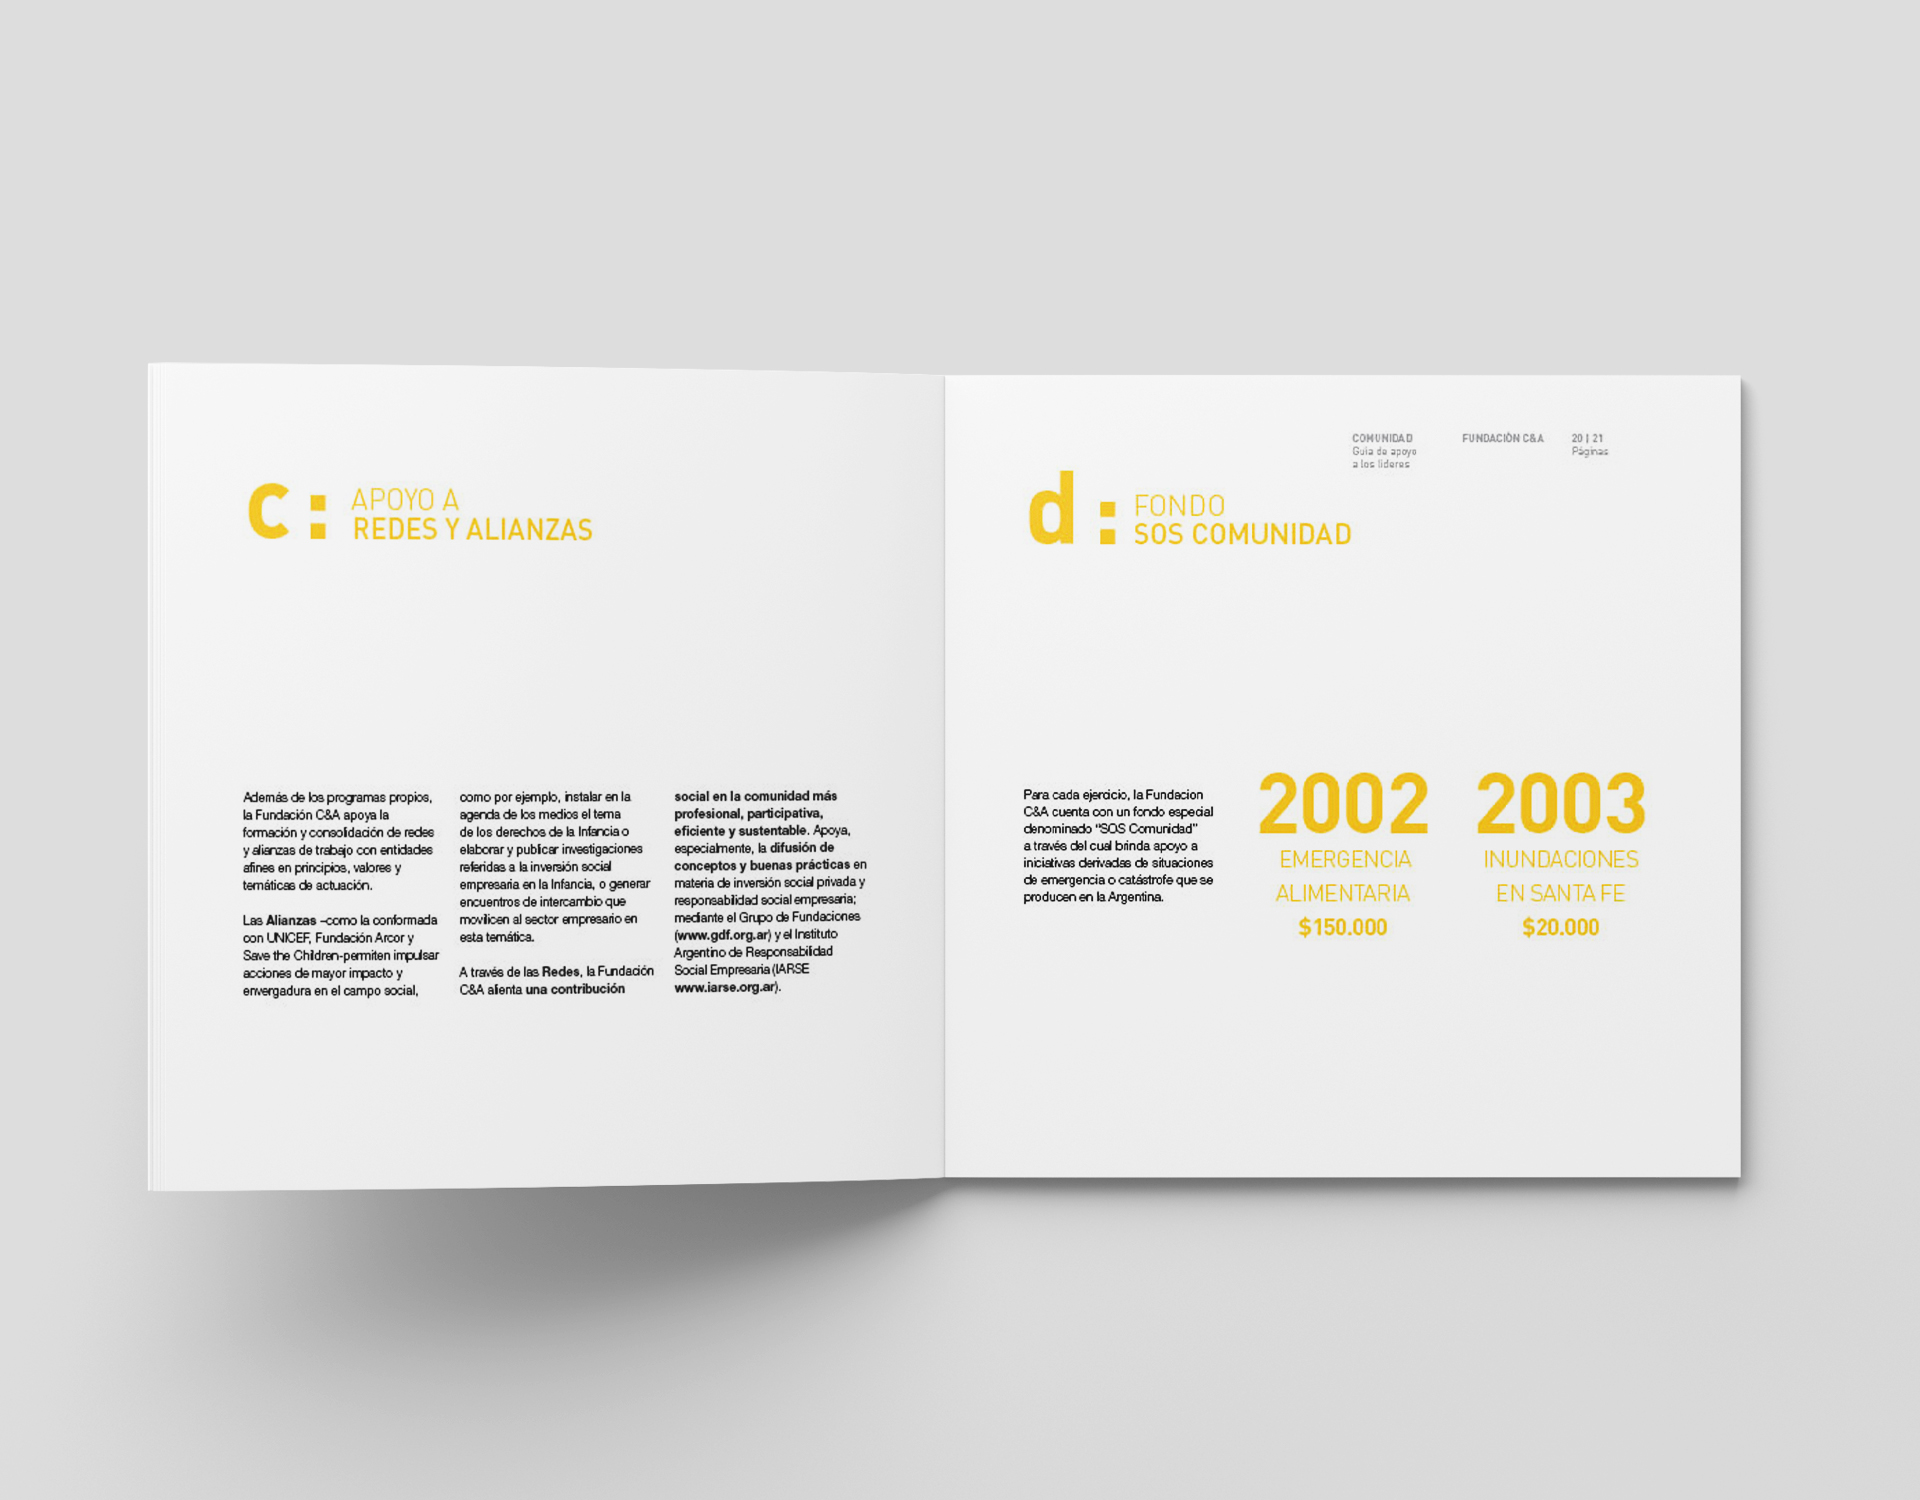 c :
APOYO A
REDES Y ALIANZAS
Además de los programas propios,
la Fundación C&A apoya la
formación y consolidación de redes
y alianzas de trabajo con entidades
afines en principios, valores y
temáticas de actuación.
Las Alianzas –como la conformada
con UNICEF, Fundación Arcor y
Save the Children-permiten impulsar
acciones de mayor impacto y
envergadura en el campo social,
como por ejemplo, instalar en la
agenda de los medios el tema
de los derechos de la Infancia o
elaborar y publicar investigaciones
referidas a la inversión social
empresaria en la Infancia, o generar
encuentros de intercambio que
movilicen al sector empresario en
esta temática.
A través de las Redes, la Fundación
C&A alienta una contribución
social en la comunidad más
profesional, participativa,
eficiente y sustentable. Apoya,
especialmente, la difusión de
conceptos y buenas prácticas en
materia de inversión social privada y
responsabilidad social empresaria;
mediante el Grupo de Fundaciones
(www.gdf.org.ar) y el Instituto
Argentino de Responsabilidad
Social Empresaria (IARSE
www.iarse.org.ar).
COMUNIDAD
Guia de apoyo
a los lideres
FUNDACIÒN C&A
20 | 21
Páginas
d :
FONDO
SOS COMUNIDAD
Para cada ejercicio, la Fundacion
C&A cuenta con un fondo especial
denominado “SOS Comunidad”
a través del cual brinda apoyo a
iniciativas derivadas de situaciones
de emergencia o catástrofe que se
producen en la Argentina.
2002
EMERGENCIA
ALIMENTARIA
$150.000
2003
INUNDACIONES
EN SANTA FE
$20.000